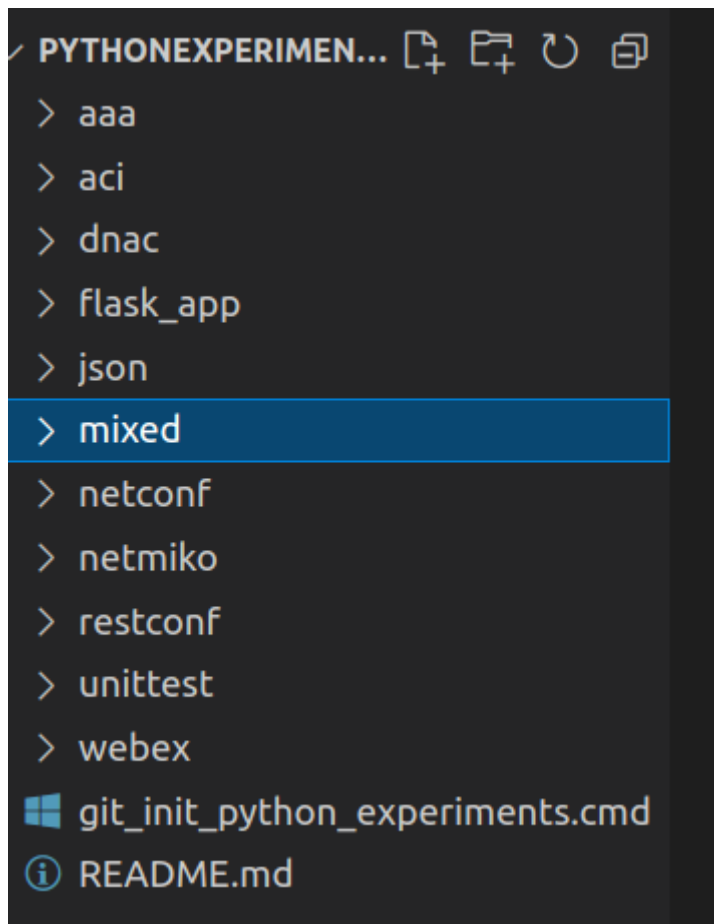 PYTHONEXPERIMEN...
aaa
aci
dnac
flask_app
json
mixed
netconf
netmiko
restconf
unittest
webex
git_init_python_experiments.cmd
README.md